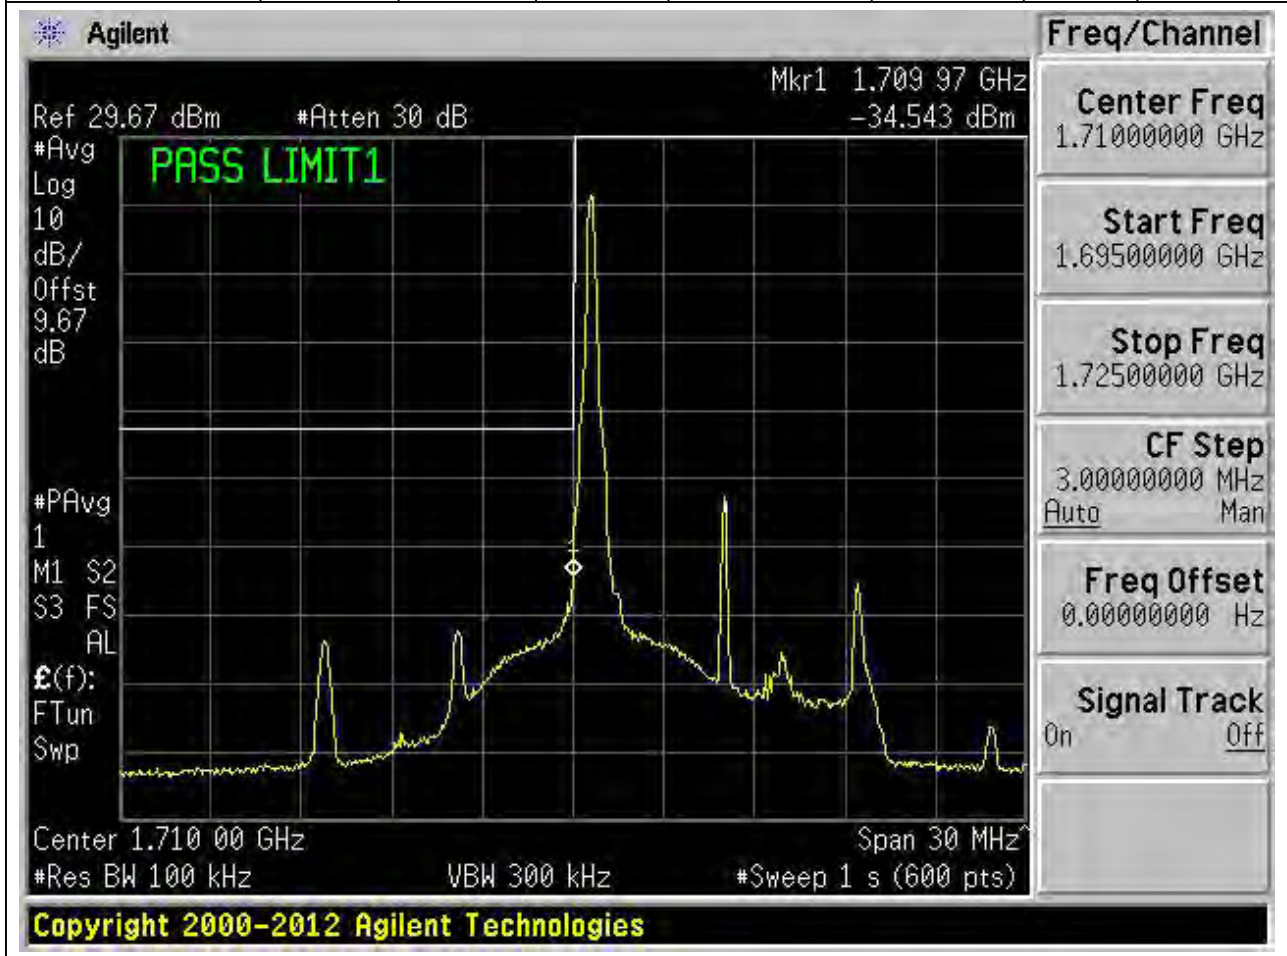 Agilent
Freq/Channel
Mkr1 1.709 97 GHz
Ref 29.67 dBm #Atten 30 dB -34.543 dBm
#Avg
Log
10
dB/
Offst
9.67
dB
PASS LIMIT1
#PAvg
1
M1 S2
S3 FS
AL
£(f):
FTun
Swp
1
Center 1.710 00 GHz Span 30 MHz^
#Res BW 100 kHz VBW 300 kHz #Sweep 1 s (600 pts)
Center Freq
1.71000000 GHz
Start Freq
1.69500000 GHz
Stop Freq
1.72500000 GHz
CF Step
3.00000000 MHz
Auto Man
Freq Offset
0.00000000 Hz
Signal Track
On Off
Copyright 2000-2012 Agilent Technologies